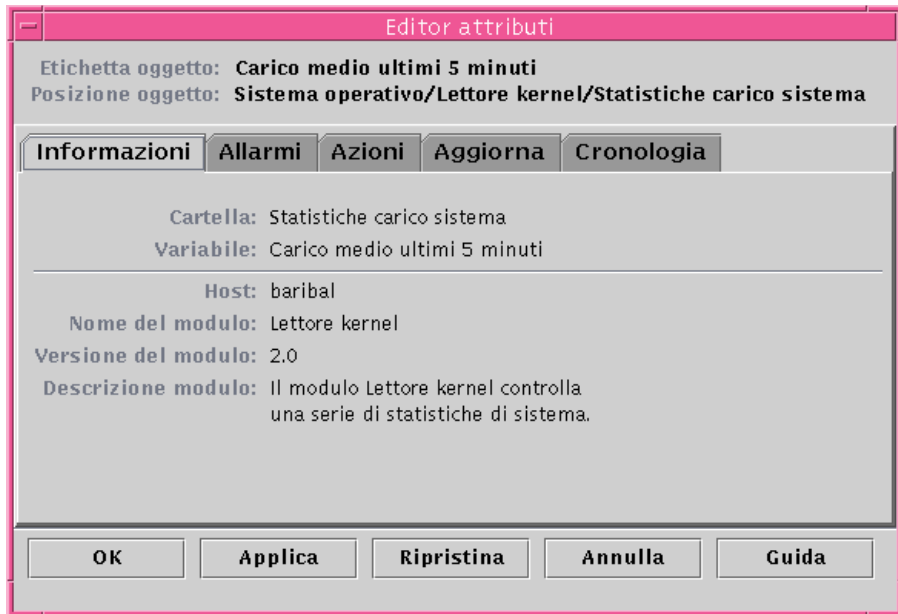 Editor attributi
Etichetta oggetto: Carico medio ultimi 5 minuti
Posizione oggetto: Sistema operativo/Lettore kernel/Statistiche carico sistema
Informazioni Allarmi Azioni Aggiorna Cronologia
Cartella: Statistiche carico sistema
Variabile: Carico medio ultimi 5 minuti
Host: baribal
Nome del modulo: Lettore kernel
Versione del modulo: 2.0
Descrizione modulo: Il modulo Lettore kernel controlla
una serie di statistiche di sistema.
OK Applica Ripristina Annulla Guida